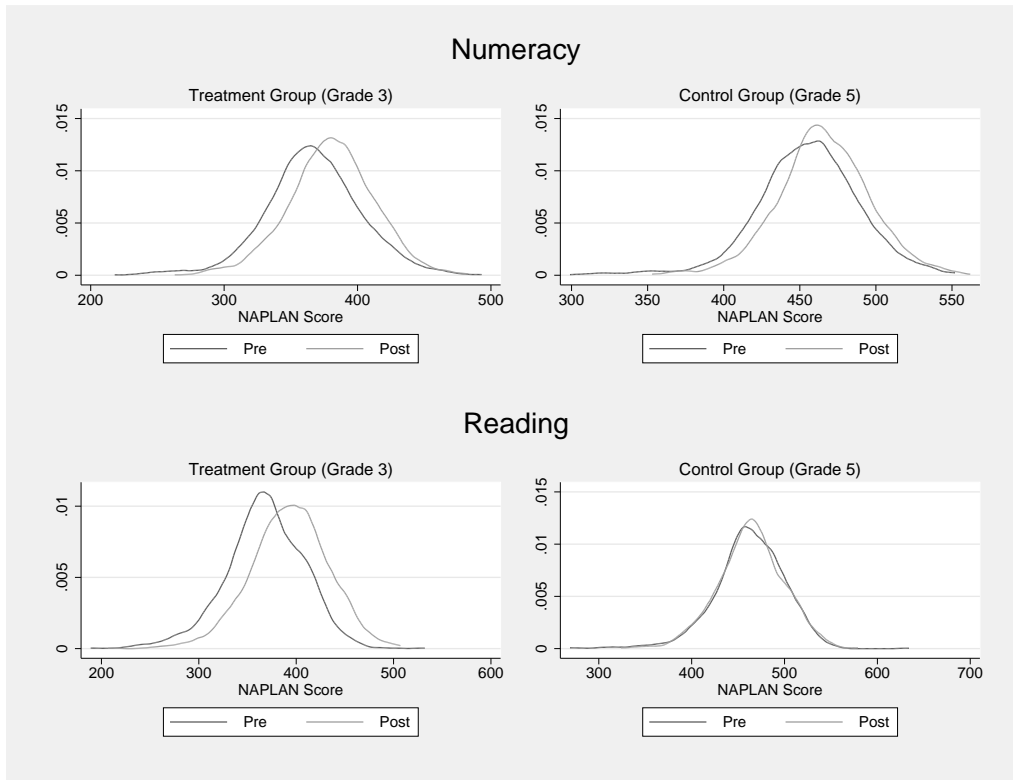 Numeracy
Treatment Group (Grade 3)
.015
.01
.005
0
200 300 400 500
NAPLAN Score
Pre Post
Control Group (Grade 5)
.015
.01
.005
0
300 350 400 450 500 550
NAPLAN Score
Pre Post
Reading
Treatment Group (Grade 3)
.01
.005
0
200 300 400 500 600
NAPLAN Score
Pre Post
Control Group (Grade 5)
.015
.01
.005
0
300 400 500 600 700
NAPLAN Score
Pre Post